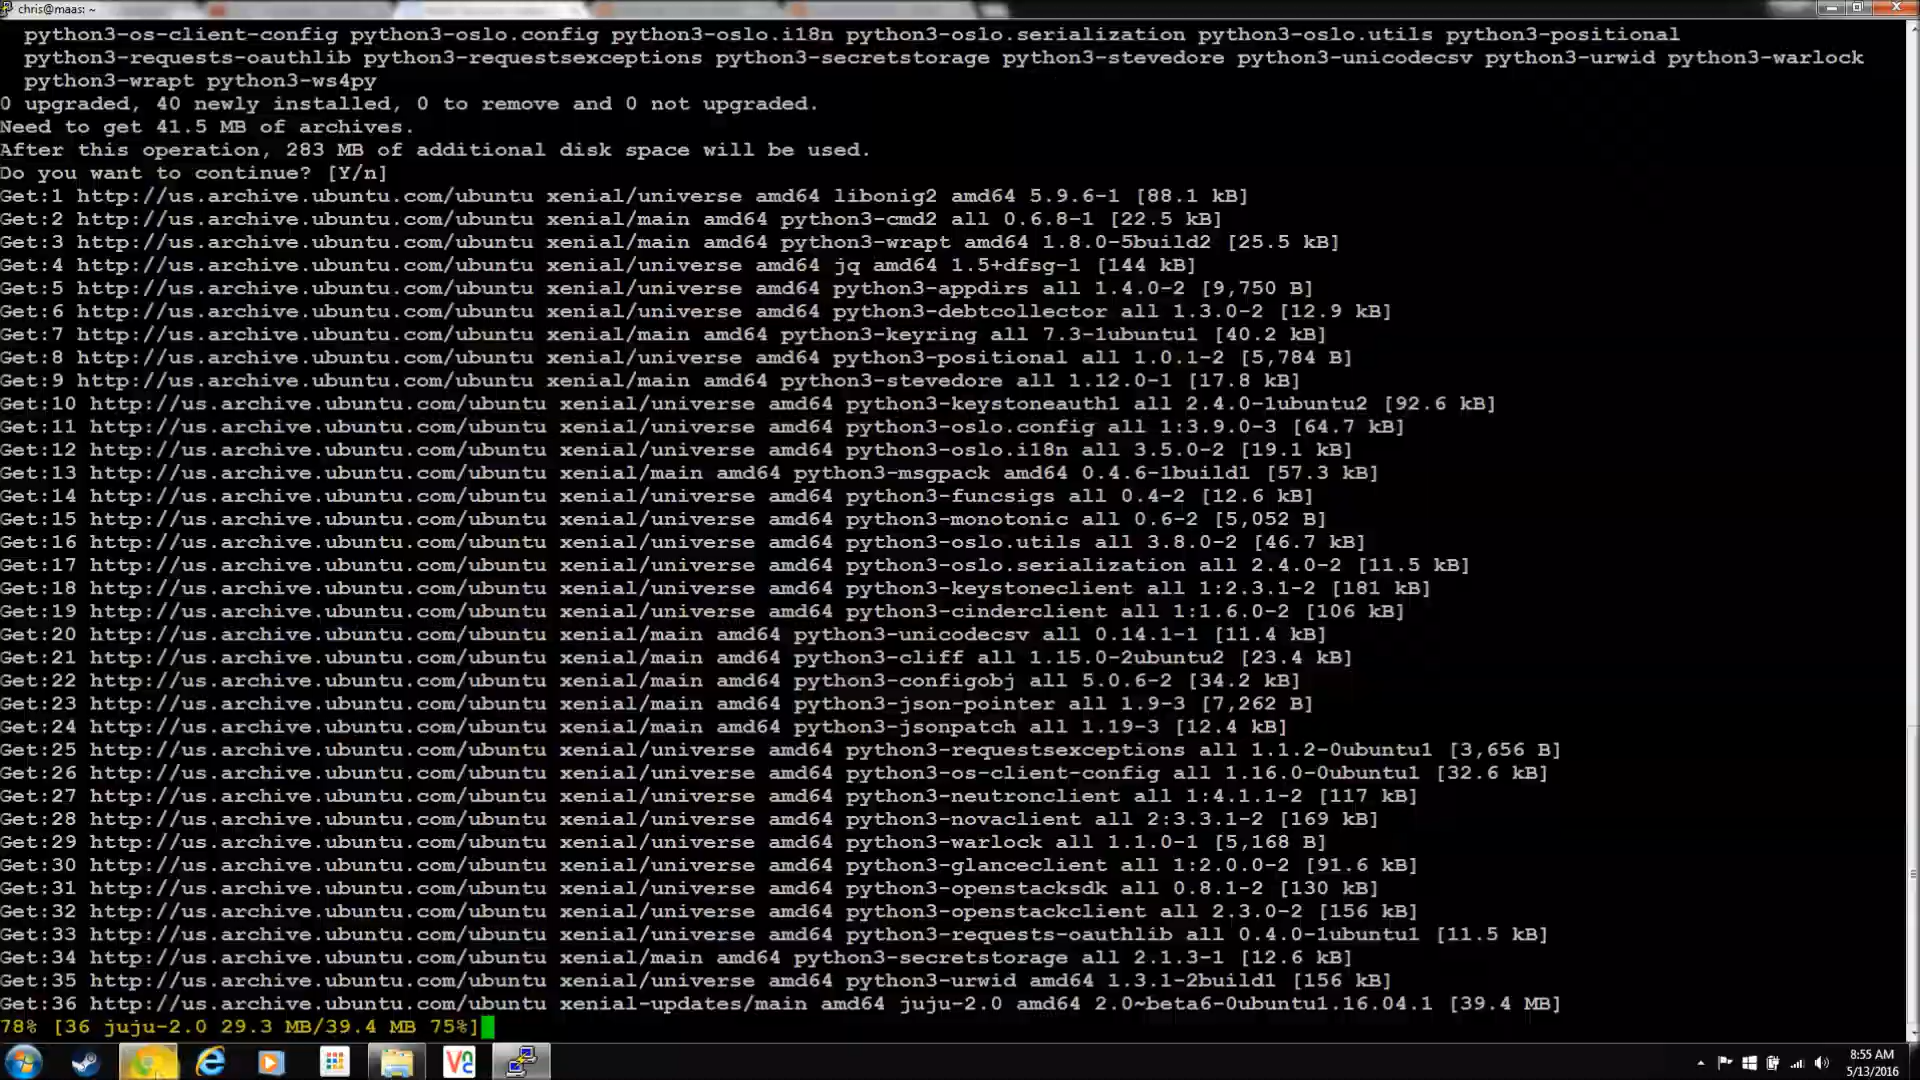 chris@maas: ~
python3-os-client-config python3-oslo.config python3-oslo.i18n python3-oslo.serialization python3-oslo.utils python3-positional
python3-requests-oauthlib python3-requestsexceptions python3-secretstorage python3-stevedore python3-unicodecsv python3-urwid python3-warlock
python3-wrapt python3-ws4py
0 upgraded, 40 newly installed, 0 to remove and 0 not upgraded.
Need to get 41.5 MB of archives.
After this operation, 283 MB of additional disk space will be used.
Do you want to continue? [Y/n]
Get:1 http://us.archive.ubuntu.com/ubuntu xenial/universe amd64 libonig2 amd64 5.9.6-1 [88.1 kB]
Get:2 http://us.archive.ubuntu.com/ubuntu xenial/main amd64 python3-cmd2 all 0.6.8-1 [22.5 kB]
Get:3 http://us.archive.ubuntu.com/ubuntu xenial/main amd64 python3-wrapt amd64 1.8.0-5build2 [25.5 kB]
Get:4 http://us.archive.ubuntu.com/ubuntu xenial/universe amd64 jq amd64 1.5+dfsg-1 [144 kB]
Get:5 http://us.archive.ubuntu.com/ubuntu xenial/universe amd64 python3-appdirs all 1.4.0-2 [9,750 B]
Get:6 http://us.archive.ubuntu.com/ubuntu xenial/universe amd64 python3-debtcollector all 1.3.0-2 [12.9 kB]
Get:7 http://us.archive.ubuntu.com/ubuntu xenial/main amd64 python3-keyring all 7.3-1ubuntu1 [40.2 kB]
Get:8 http://us.archive.ubuntu.com/ubuntu xenial/universe amd64 python3-positional all 1.0.1-2 [5,784 B]
Get:9 http://us.archive.ubuntu.com/ubuntu xenial/main amd64 python3-stevedore all 1.12.0-1 [17.8 kB]
Get:10 http://us.archive.ubuntu.com/ubuntu xenial/universe amd64 python3-keystoneauth1 all 2.4.0-1ubuntu2 [92.6 kB]
Get:11 http://us.archive.ubuntu.com/ubuntu xenial/universe amd64 python3-oslo.config all 1:3.9.0-3 [64.7 kB]
Get:12 http://us.archive.ubuntu.com/ubuntu xenial/universe amd64 python3-oslo.i18n all 3.5.0-2 [19.1 kB]
Get:13 http://us.archive.ubuntu.com/ubuntu xenial/main amd64 python3-msgpack amd64 0.4.6-1build1 [57.3 kB]
Get:14 http://us.archive.ubuntu.com/ubuntu xenial/universe amd64 python3-funcsigs all 0.4-2 [12.6 kB]
Get:15 http://us.archive.ubuntu.com/ubuntu xenial/universe amd64 python3-monotonic all 0.6-2 [5,052 B]
Get:16 http://us.archive.ubuntu.com/ubuntu xenial/universe amd64 python3-oslo.utils all 3.8.0-2 [46.7 kB]
Get:17 http://us.archive.ubuntu.com/ubuntu xenial/universe amd64 python3-oslo.serialization all 2.4.0-2 [11.5 kB]
Get:18 http://us.archive.ubuntu.com/ubuntu xenial/universe amd64 python3-keystoneclient all 1:2.3.1-2 [181 kB]
Get:19 http://us.archive.ubuntu.com/ubuntu xenial/universe amd64 python3-cinderclient all 1:1.6.0-2 [106 kB]
Get:20 http://us.archive.ubuntu.com/ubuntu xenial/main amd64 python3-unicodecsv all 0.14.1-1 [11.4 kB]
Get:21 http://us.archive.ubuntu.com/ubuntu xenial/main amd64 python3-cliff all 1.15.0-2ubuntu2 [23.4 kB]
Get:22 http://us.archive.ubuntu.com/ubuntu xenial/main amd64 python3-configobj all 5.0.6-2 [34.2 kB]
Get:23 http://us.archive.ubuntu.com/ubuntu xenial/main amd64 python3-json-pointer all 1.9-3 [7,262 B]
Get:24 http://us.archive.ubuntu.com/ubuntu xenial/main amd64 python3-jsonpatch all 1.19-3 [12.4 kB]
Get:25 http://us.archive.ubuntu.com/ubuntu xenial/universe amd64 python3-requestsexceptions all 1.1.2-0ubuntu1 [3,656 B]
Get:26 http://us.archive.ubuntu.com/ubuntu xenial/universe amd64 python3-os-client-config all 1.16.0-0ubuntu1 [32.6 kB]
Get:27 http://us.archive.ubuntu.com/ubuntu xenial/universe amd64 python3-neutronclient all 1:4.1.1-2 [117 kB]
Get:28 http://us.archive.ubuntu.com/ubuntu xenial/universe amd64 python3-novaclient all 2:3.3.1-2 [169 kB]
Get:29 http://us.archive.ubuntu.com/ubuntu xenial/universe amd64 python3-warlock all 1.1.0-1 [5,168 B]
Get:30 http://us.archive.ubuntu.com/ubuntu xenial/universe amd64 python3-glanceclient all 1:2.0.0-2 [91.6 kB]
Get:31 http://us.archive.ubuntu.com/ubuntu xenial/universe amd64 python3-openstacksdk all 0.8.1-2 [130 kB]
Get:32 http://us.archive.ubuntu.com/ubuntu xenial/universe amd64 python3-openstackclient all 2.3.0-2 [156 kB]
Get:33 http://us.archive.ubuntu.com/ubuntu xenial/universe amd64 python3-requests-oauthlib all 0.4.0-1ubuntu1 [11.5 kB]
Get:34 http://us.archive.ubuntu.com/ubuntu xenial/main amd64 python3-secretstorage all 2.1.3-1 [12.6 kB]
Get:35 http://us.archive.ubuntu.com/ubuntu xenial/universe amd64 python3-urwid amd64 1.3.1-2build1 [156 kB]
Get:36 http://us.archive.ubuntu.com/ubuntu xenial-updates/main amd64 juju-2.0 amd64 2.0~beta6-0ubuntu1.16.04.1 [39.4 MB]
78% [36 juju-2.0 29.3 MB/39.4 MB 75%]
8:55 AM
5/13/2016